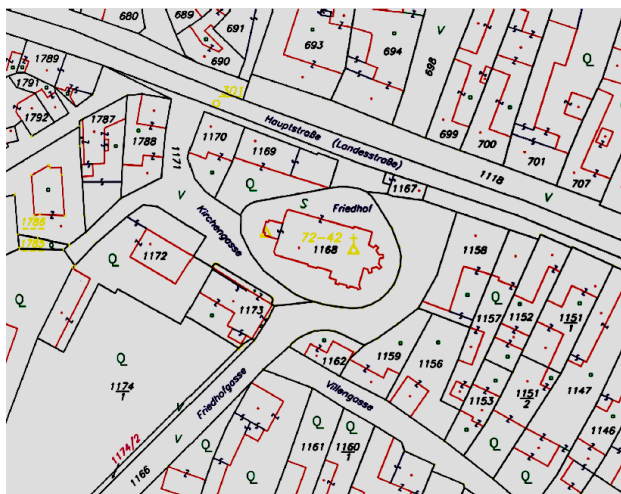 680
689
691
690
693
694
698
V
Q
1789
1791
1792
1787
1788
301
699
700
701
707
Hauptstraße (Landesstraße)
1118
V
1170
1169
1171
Q
V
S
Kirchengasse
Friedhof
1167
1786
1785
72-42
1168
1172
Q
Q
1173
1158
Q
1157
1152
1151
1
Q
1174
1
1162
1159
1156
1153
1151
2
1147
1146
Friedhofgasse
Villengasse
V
V
1174/2
1166
Q
1161
Q
1160
1
Q
Q
Q